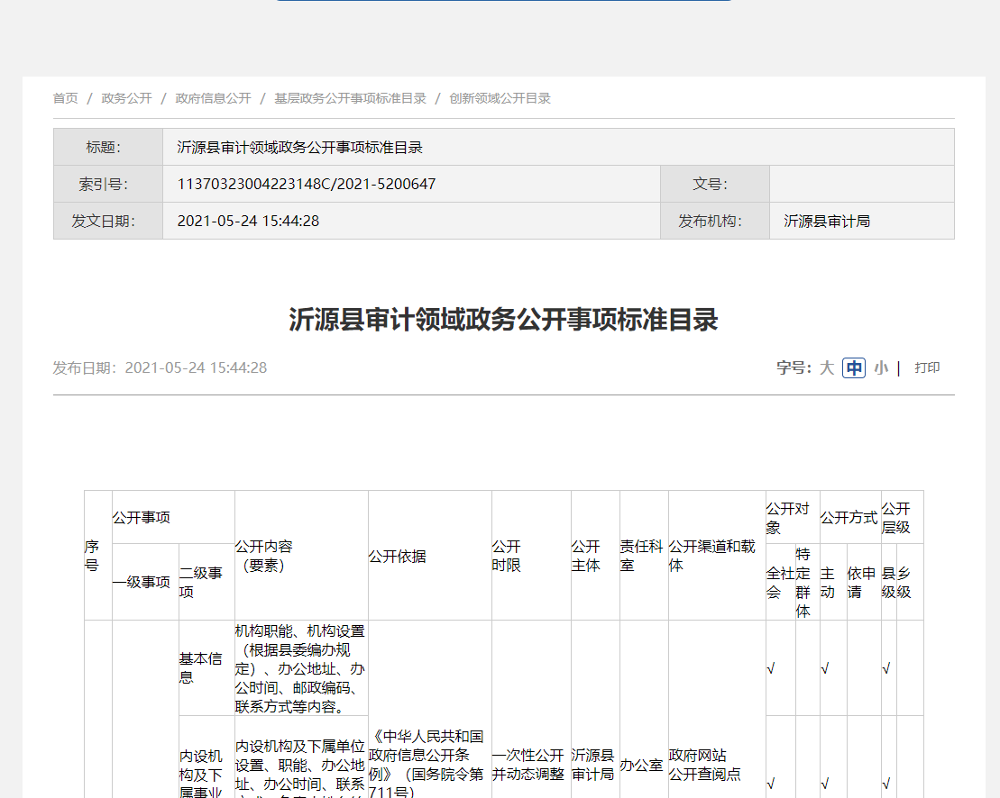 首页 / 政务公开 / 政府信息公开 / 基层政务公开事项标准目录 / 创新领域公开目录
标题： 沂源县审计领域政务公开事项标准目录
索引号： 11370323004223148C/2021-5200647 文号：
发文日期： 2021-05-24 15:44:28 发布机构： 沂源县审计局
沂源县审计领域政务公开事项标准目录
发布日期：2021-05-24 15:44:28 字号：大 中 小 | 打印
序
号
公开事项
一级事项
二级事
项
公开内容
（要素）
公开依据
公开
时限
公开
主体
责任科
室
公开渠道和载
体
公开对
象
全社
会
特
定
群
体
公开方式
主
动
依申
请
公开
层级
县
级
乡
级
基本信
息
机构职能、机构设置
（根据县委编办规
定）、办公地址、办
公时间、邮政编码、
联系方式等内容。
《中华人民共和国
政府信息公开条
例》（国务院令第
711号）
一次性公开
并动态调整
沂源县
审计局
办公室
政府网站
公开查阅点
√
√
√
内设机
构及下
属事业
内设机构及下属单位
设置、职能、办公地
址、办公时间、联系
√
√
√